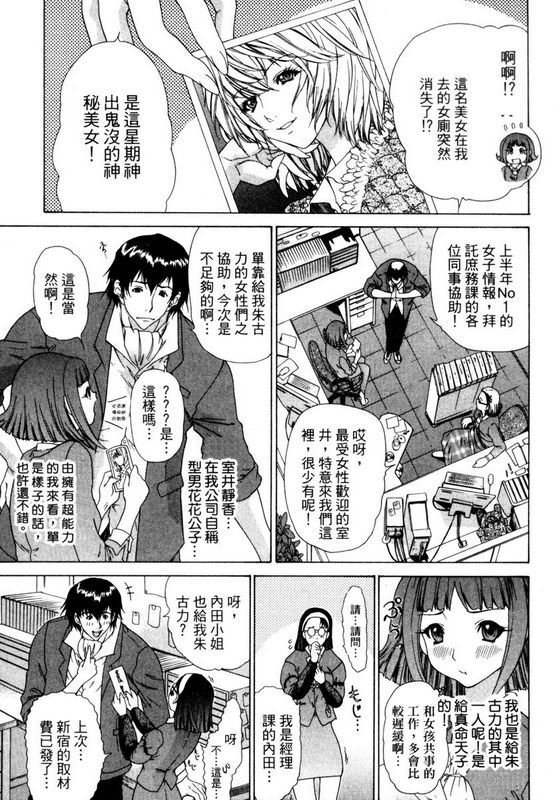 啊啊!?
這名美女在我
去的女廁突然
消失了!?
是這星期神
出鬼沒的神
秘美女!
上半年No1的
女子情報，拜
託庶務課的各
位同事協助!
哎呀，
最受女性歡迎的室
井，特意來我們這
裡，很少有呢!
單靠給我朱古
力的女性們之
協助，今次是
不足夠的啊!
這是當
然啊!
???是…
這樣嗎…
室井靜香…
在我公司自稱
型男花花公子…
由擁有超能力
的我來看，單
是樣子的話，
也許還不錯。
我也是給朱
古力的其中
一人呢!是
給真命天子
的!!
和女孩共事的
工作，多會比
較遲緩啊…
請…請問…
我是經理
課的內田…
呀，
內田小姐
也給我朱
古力?
呀
不…這是…
上次…
新宿的取材
費已發了…